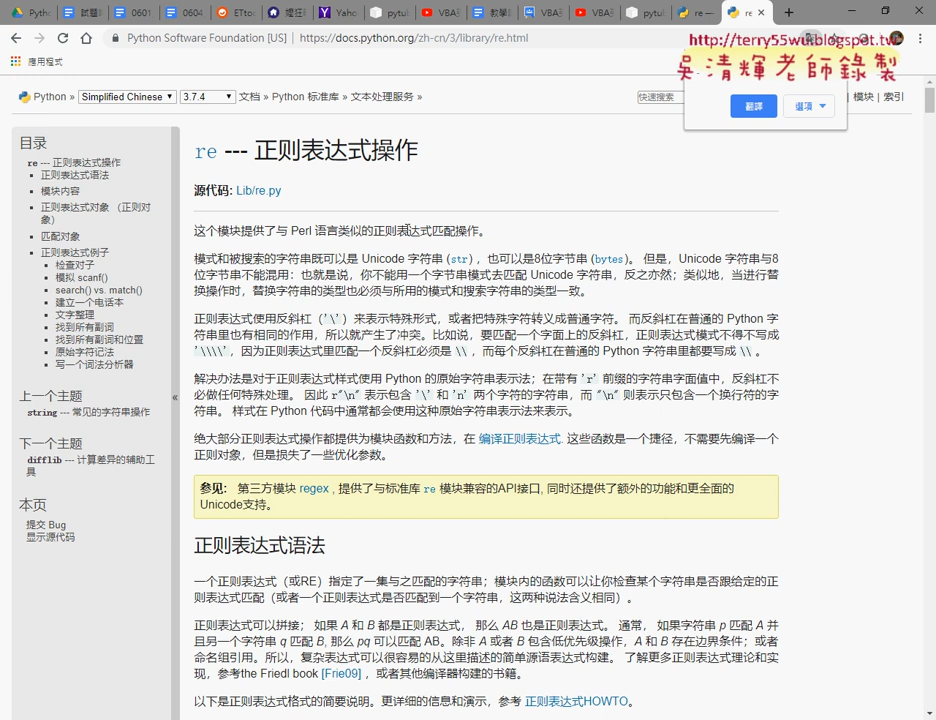 Pyth
試題
0601
0604
ETto
嬑狂
Yaho
pytu
VBA
教學
VBA
VBA
pytu
re —
re
Python Software Foundation [US] | https://docs.python.org/zh-cn/3/library/re.html
http://terry55wu.blogspot.tw
應用程式
吳清輝老師錄製
Python » Simplified Chinese 3.7.4 文档 » Python 标准库 » 文本处理服务 »
快速搜索
翻譯
選項
| 模块 | 索引
目录
re --- 正则表达式操作
正则表达式语法
模块内容
正则表达式对象 （正则对
象）
匹配对象
正则表达式例子
检查对子
模拟 scanf()
search() vs. match()
建立一个电话本
文字整理
找到所有副词
找到所有副词和位置
原始字符记法
写一个词法分析器
上一个主题
string --- 常见的字符串操作
下一个主题
difflib --- 计算差异的辅助工
具
本页
提交 Bug
显示源代码
«
re --- 正则表达式操作
源代码: Lib/re.py
这个模块提供了与 Perl 语言类似的正则表达式匹配操作。
模式和被搜索的字符串既可以是 Unicode 字符串 (str) ，也可以是8位字节串 (bytes)。 但是，Unicode 字符串与8
位字节串不能混用：也就是说，你不能用一个字节串模式去匹配 Unicode 字符串，反之亦然；类似地，当进行替
换操作时，替换字符串的类型也必须与所用的模式和搜索字符串的类型一致。
正则表达式使用反斜杠（'\'）来表示特殊形式，或者把特殊字符转义成普通字符。 而反斜杠在普通的 Python 字
符串里也有相同的作用，所以就产生了冲突。比如说，要匹配一个字面上的反斜杠，正则表达式模式不得不写成
'\\\\'，因为正则表达式里匹配一个反斜杠必须是 \\ ，而每个反斜杠在普通的 Python 字符串里都要写成 \\ 。
解决办法是对于正则表达式样式使用 Python 的原始字符串表示法；在带有 'r' 前缀的字符串字面值中，反斜杠不
必做任何特殊处理。 因此 r"\n" 表示包含 '\' 和 'n' 两个字符的字符串，而 "\n" 则表示只包含一个换行符的字
符串。 样式在 Python 代码中通常都会使用这种原始字符串表示法来表示。
绝大部分正则表达式操作都提供为模块函数和方法，在 编译正则表达式. 这些函数是一个捷径，不需要先编译一个
正则对象，但是损失了一些优化参数。
参见： 第三方模块 regex , 提供了与标准库 re 模块兼容的API接口, 同时还提供了额外的功能和更全面的
Unicode支持。
正则表达式语法
一个正则表达式（或RE）指定了一集与之匹配的字符串；模块内的函数可以让你检查某个字符串是否跟给定的正
则表达式匹配（或者一个正则表达式是否匹配到一个字符串，这两种说法含义相同）。
正则表达式可以拼接； 如果 A 和 B 都是正则表达式， 那么 AB 也是正则表达式。 通常， 如果字符串 p 匹配 A 并
且另一个字符串 q 匹配 B, 那么 pq 可以匹配 AB。除非 A 或者 B 包含低优先级操作，A 和 B 存在边界条件；或者
命名组引用。所以，复杂表达式可以很容易的从这里描述的简单源语表达式构建。 了解更多正则表达式理论和实
现，参考the Friedl book [Frie09] ，或者其他编译器构建的书籍。
以下是正则表达式格式的简要说明。更详细的信息和演示，参考 正则表达式HOWTO。